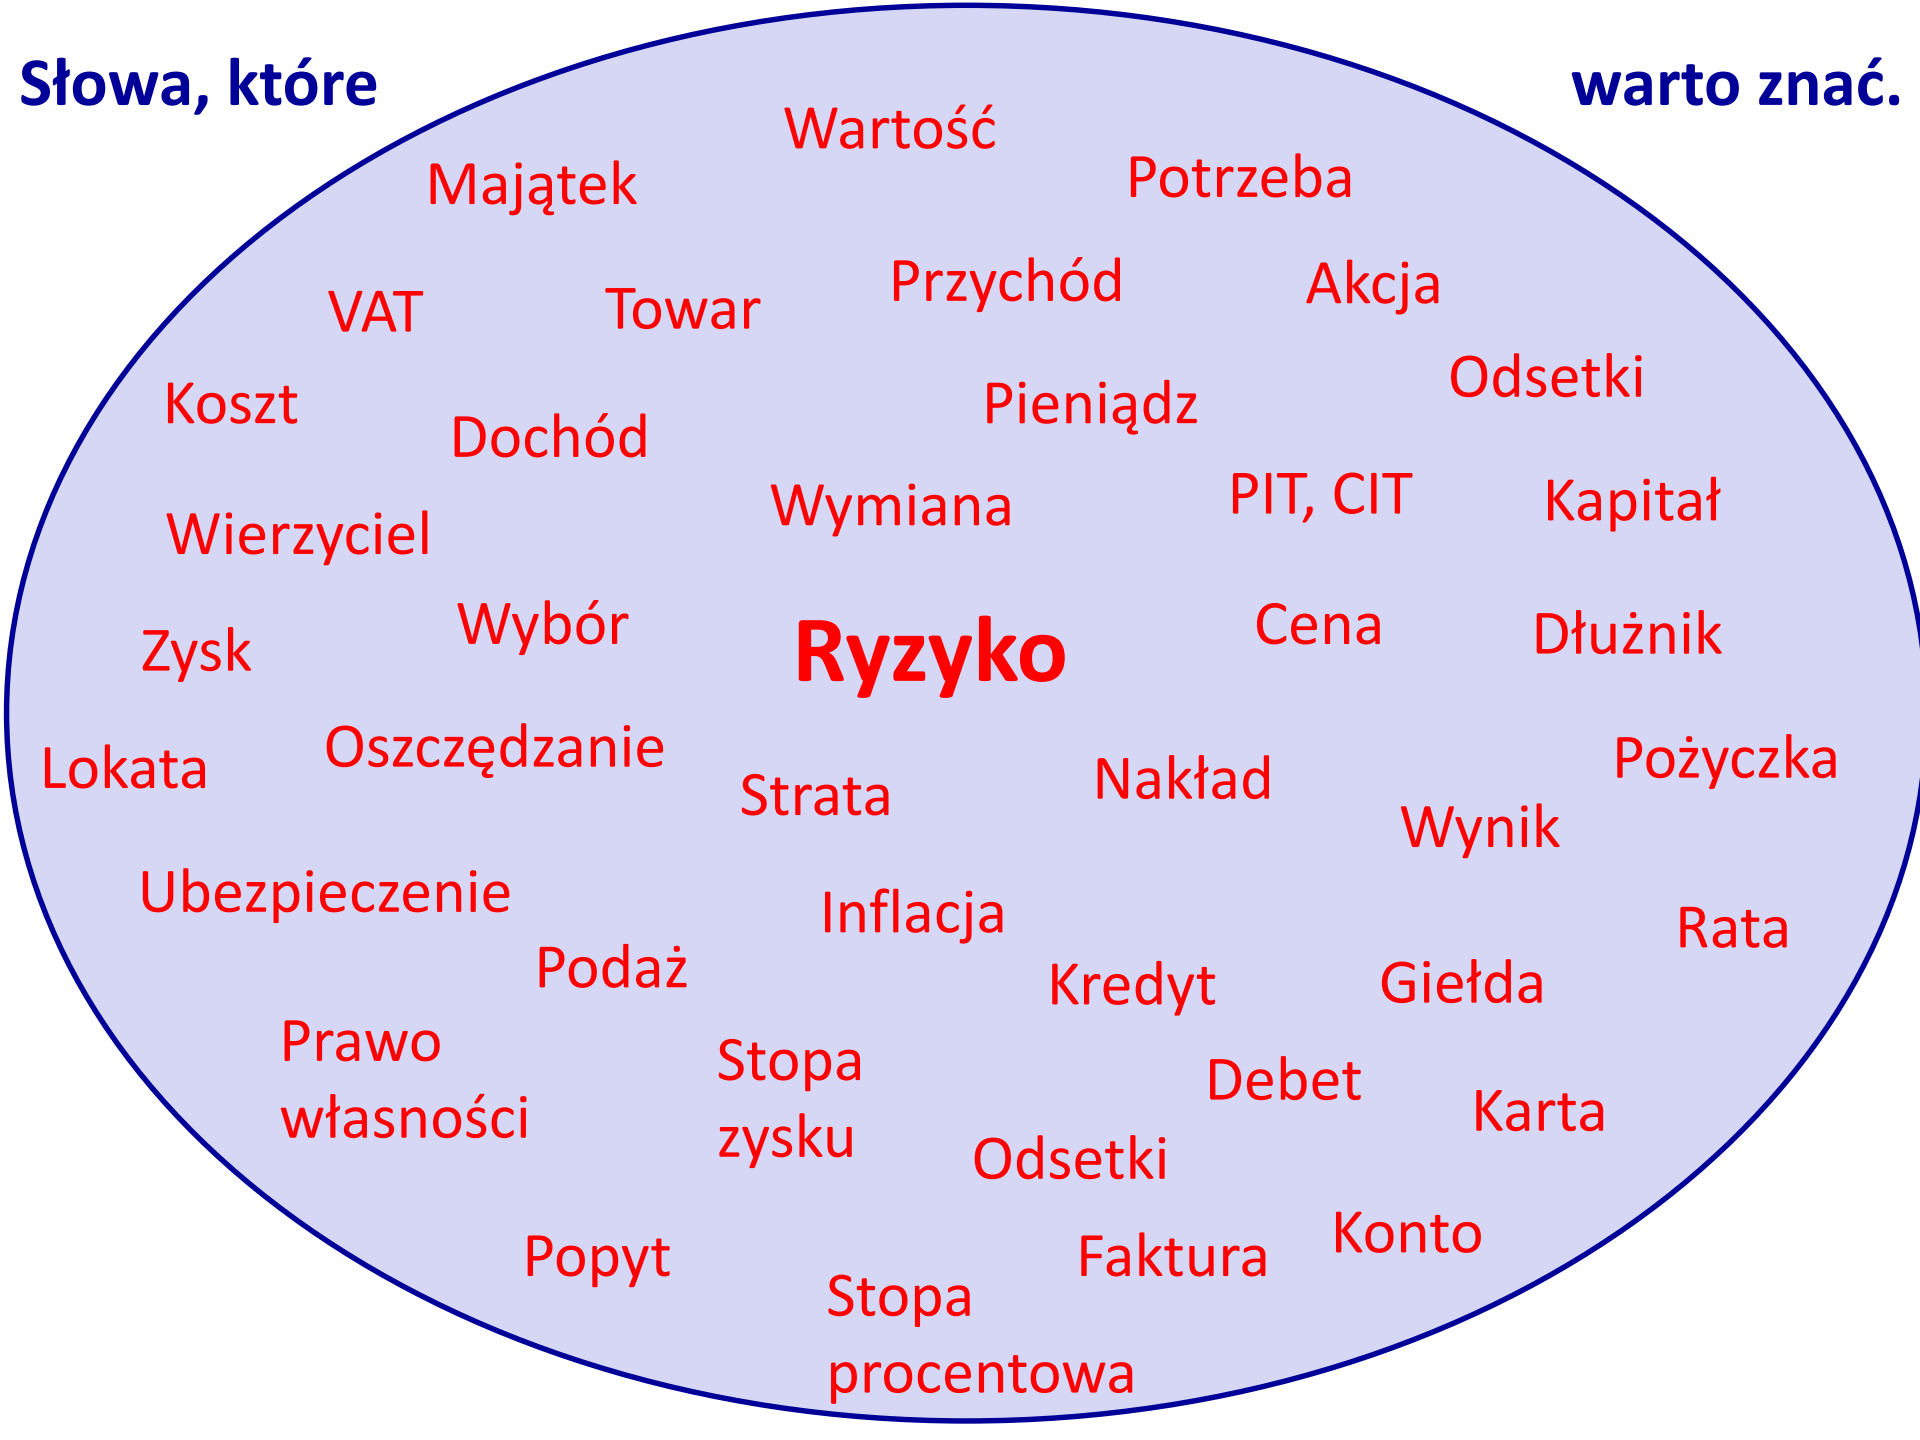 Słowa, które
warto znać.
Wartość
Majątek
Potrzeba
Przychód
Akcja
VAT
Towar
Odsetki
Koszt
Pieniądz
Dochód
PIT, CIT
Kapitał
Wymiana
Wierzyciel
Wybór
Cena
Dłużnik
Zysk
Ryzyko
Oszczędzanie
Pożyczka
Lokata
Nakład
Strata
Wynik
Ubezpieczenie
Inflacja
Rata
Podaż
Kredyt
Giełda
Prawo
własności
Stopa
zysku
Debet
Karta
Odsetki
Konto
Popyt
Faktura
Stopa
procentowa